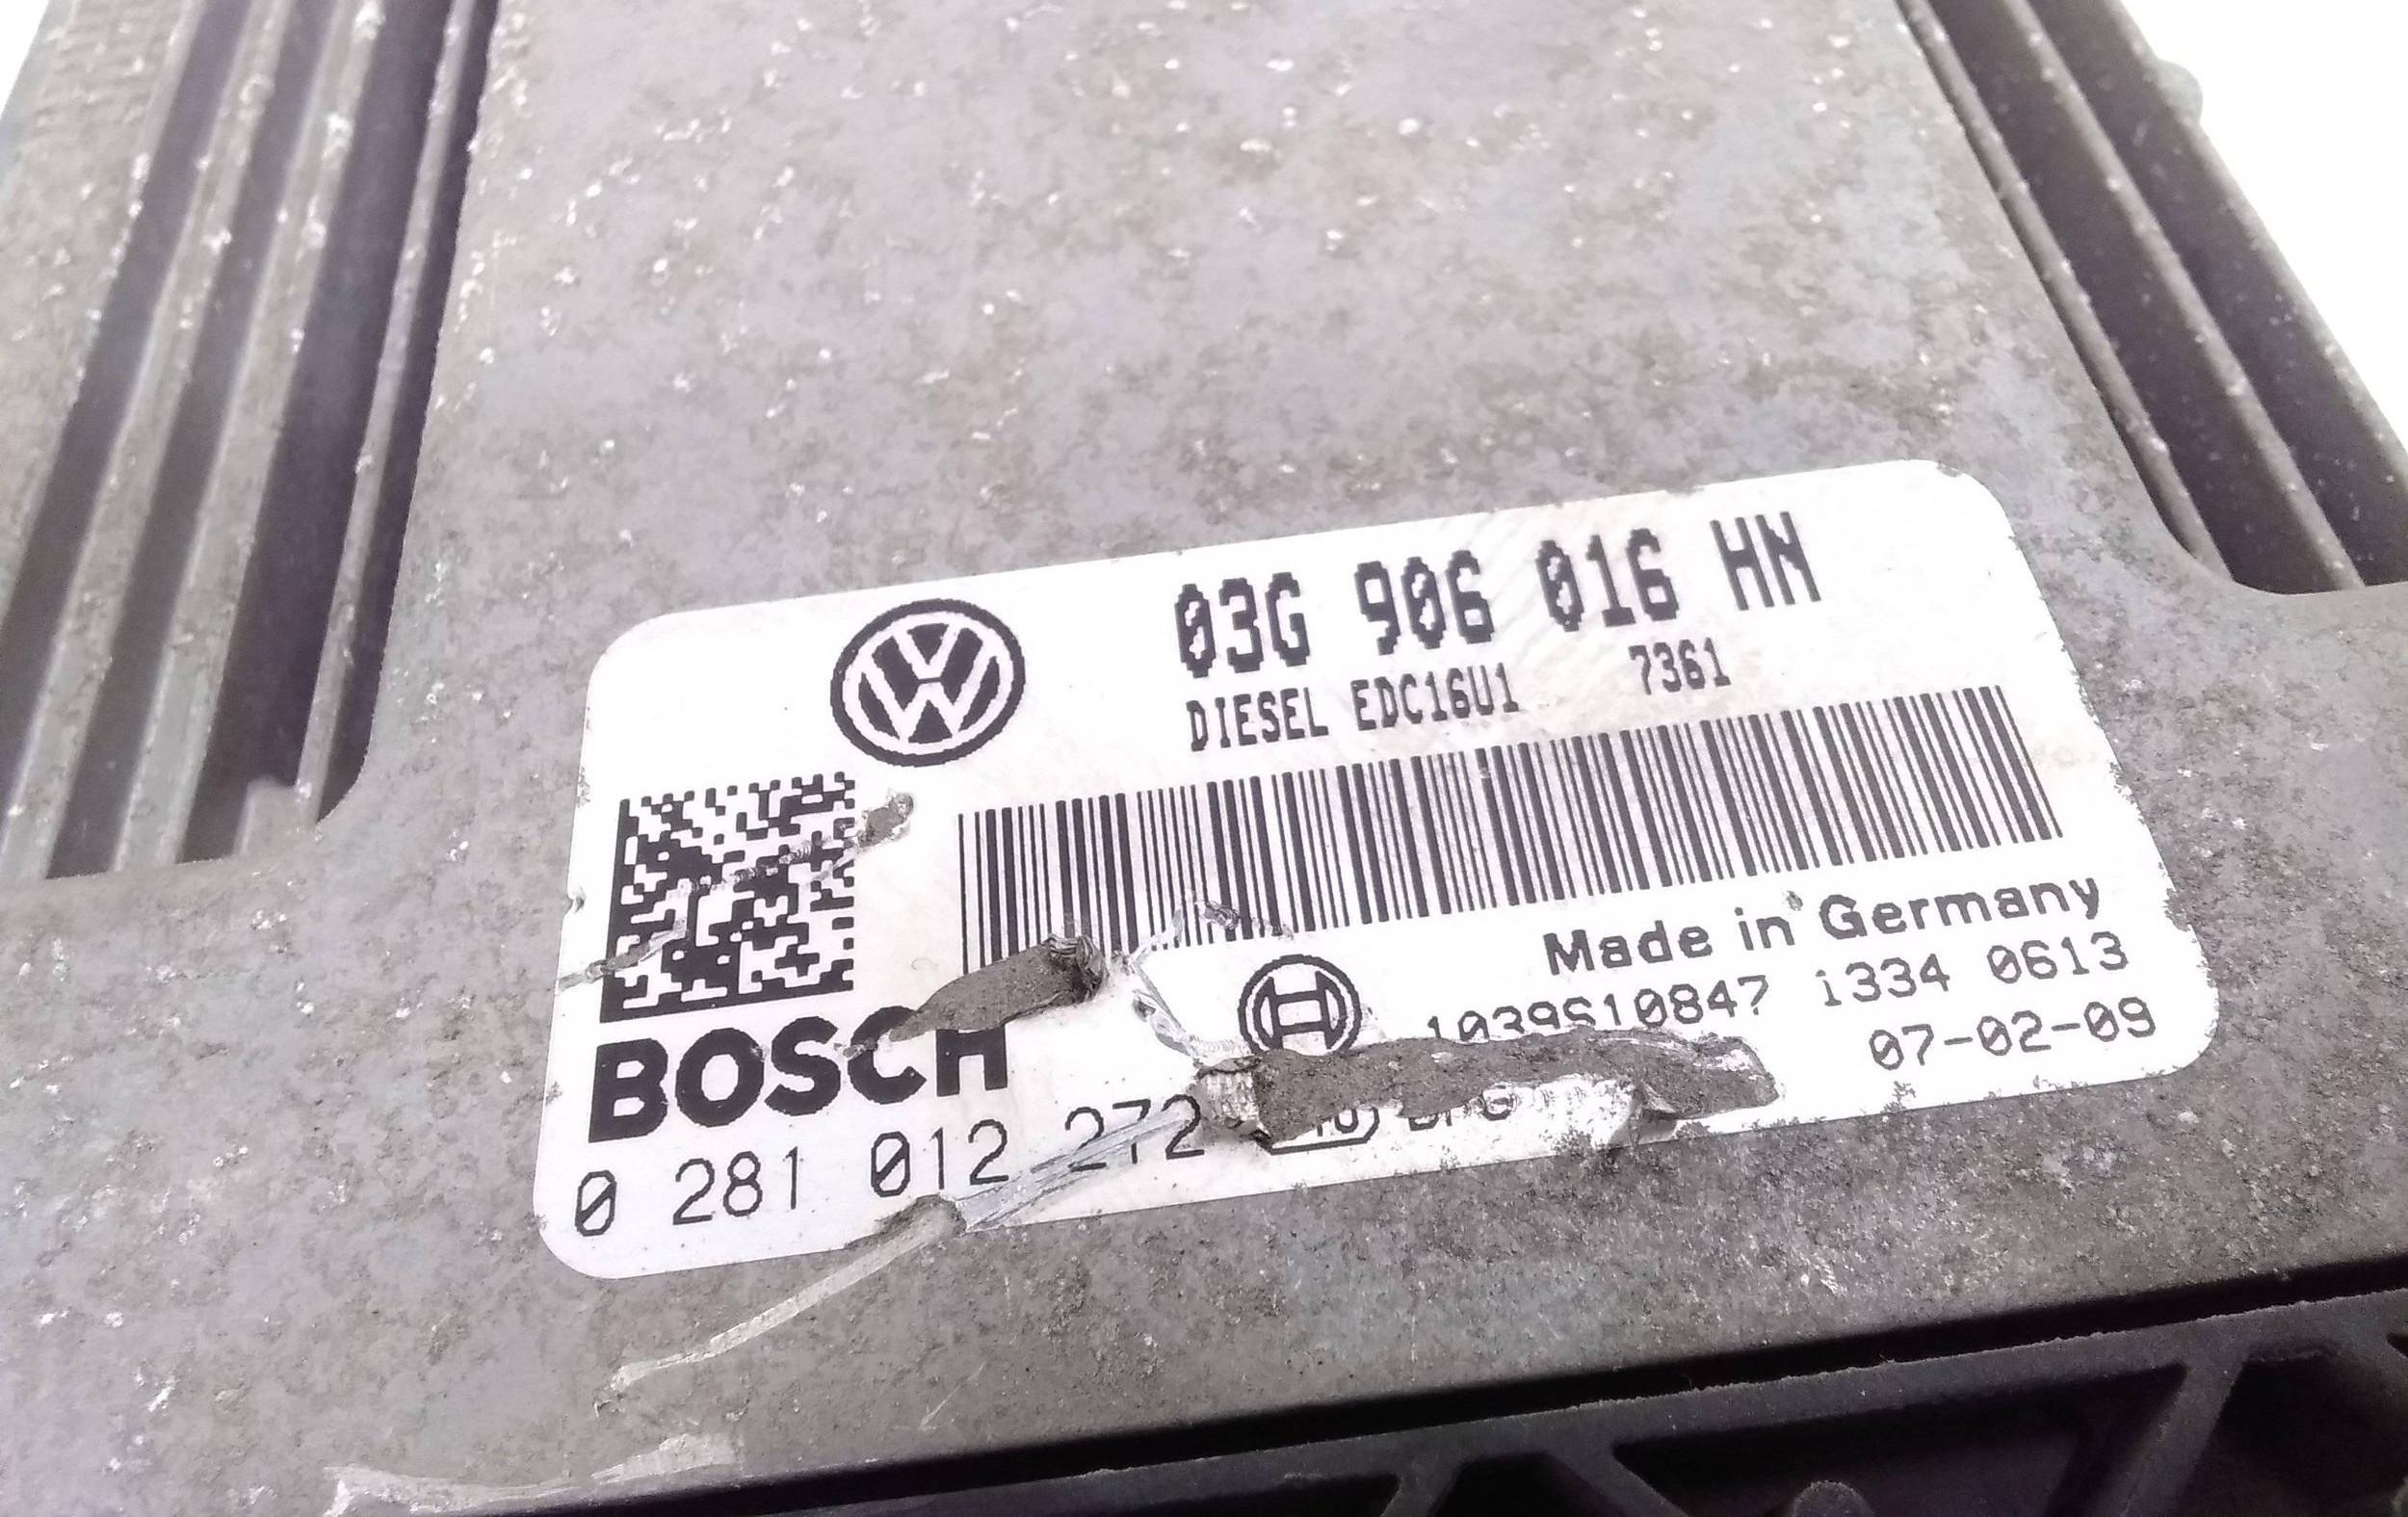 03G 906 016 HN
DIESEL EDC16U1 7361
Made in Germany
BOSCH
1039S10847 1334 0613
07-02-09
0 281 012 272